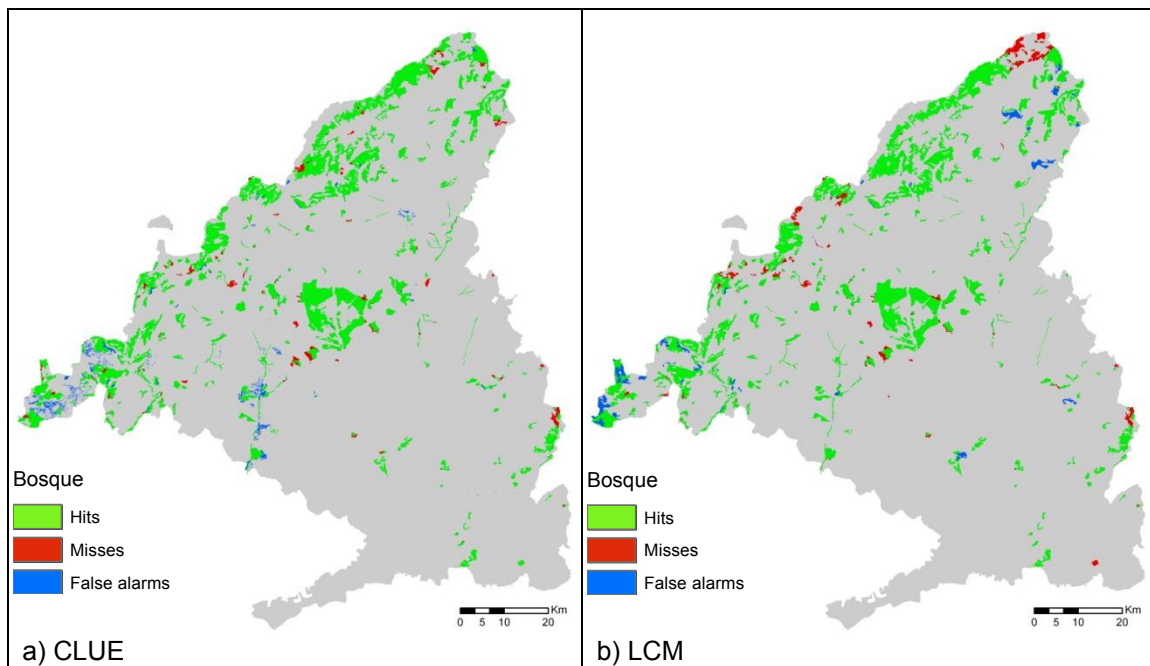 Bosque
Hits
Misses
False alarms
Km
0 5 10 20
a) CLUE
Bosque
Hits
Misses
False alarms
Km
0 5 10 20
b) LCM